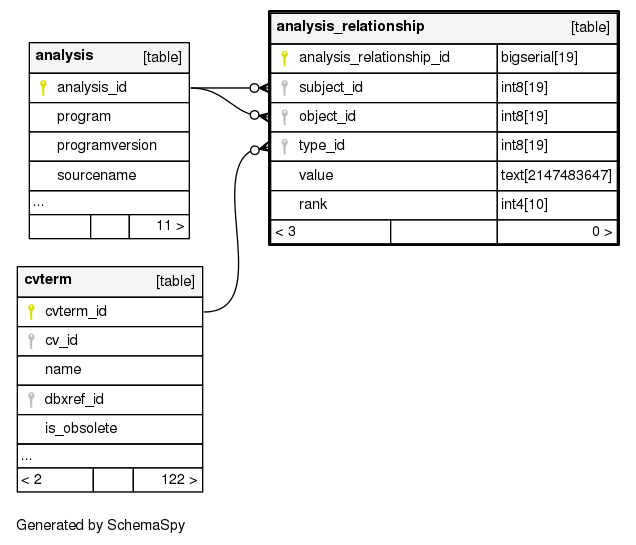 analysis [table]
analysis_id
program
programversion
sourcename
...
11 >
analysis_relationship [table]
analysis_relationship_id bigserial[19]
subject_id int8[19]
object_id int8[19]
type_id int8[19]
value text[2147483647]
rank int4[10]
< 3 0 >
cvterm [table]
cvterm_id
cv_id
name
dbxref_id
is_obsolete
...
< 2 122 >
Generated by SchemaSpy